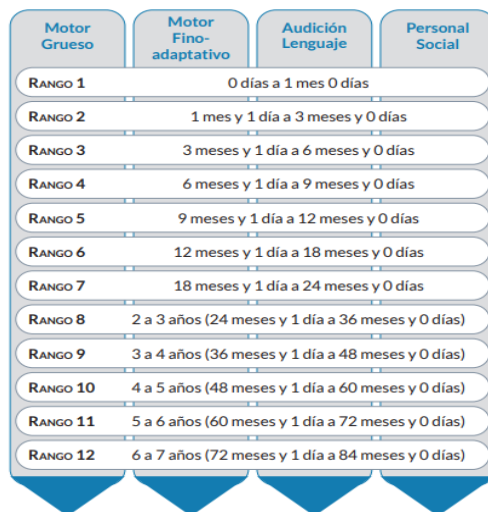 Motor Grueso
Motor Fino-adaptativo
Audición Lenguaje
Personal Social
RANGO 1 0 días a 1 mes 0 días
RANGO 2 1 mes y 1 día a 3 meses y 0 días
RANGO 3 3 meses y 1 día a 6 meses y 0 días
RANGO 4 6 meses y 1 día a 9 meses y 0 días
RANGO 5 9 meses y 1 día a 12 meses y 0 días
RANGO 6 12 meses y 1 día a 18 meses y 0 días
RANGO 7 18 meses y 1 día a 24 meses y 0 días
RANGO 8 2 a 3 años (24 meses y 1 día a 36 meses y 0 días)
RANGO 9 3 a 4 años (36 meses y 1 día a 48 meses y 0 días)
RANGO 10 4 a 5 años (48 meses y 1 día a 60 meses y 0 días)
RANGO 11 5 a 6 años (60 meses y 1 día a 72 meses y 0 días)
RANGO 12 6 a 7 años (72 meses y 1 día a 84 meses y 0 días)